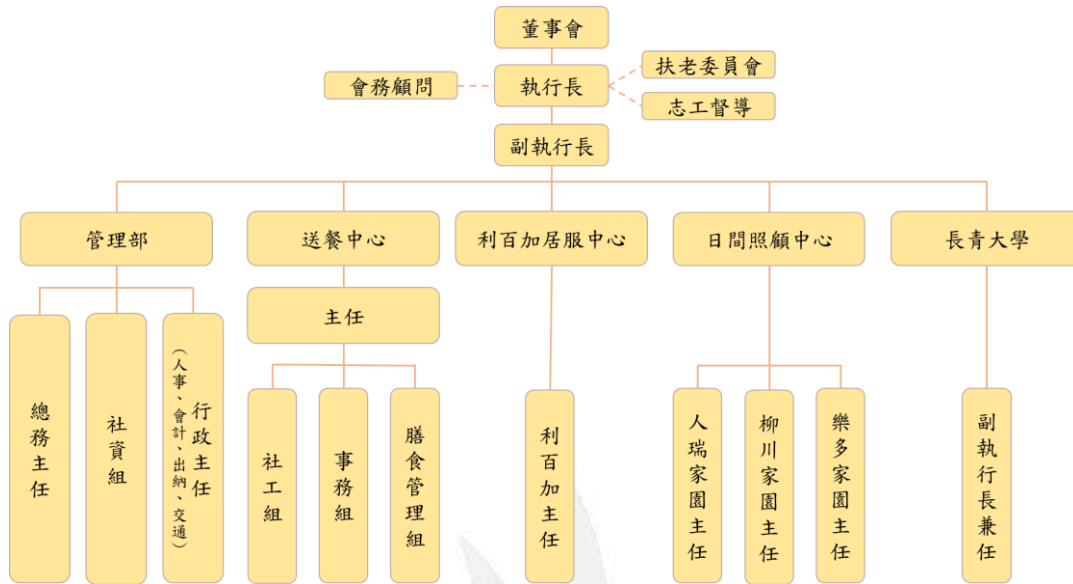 董事會
會務顧問
執行長
扶老委員會
志工督導
副執行長
管理部
送餐中心
利百加居服中心
日間照顧中心
長青大學
總務主任
社資組
行政主任
（人事、會計、出納、交通）
主任
社工組
事務組
膳食管理組
利百加主任
人瑞家園主任
柳川家園主任
樂多家園主任
副執行長兼任